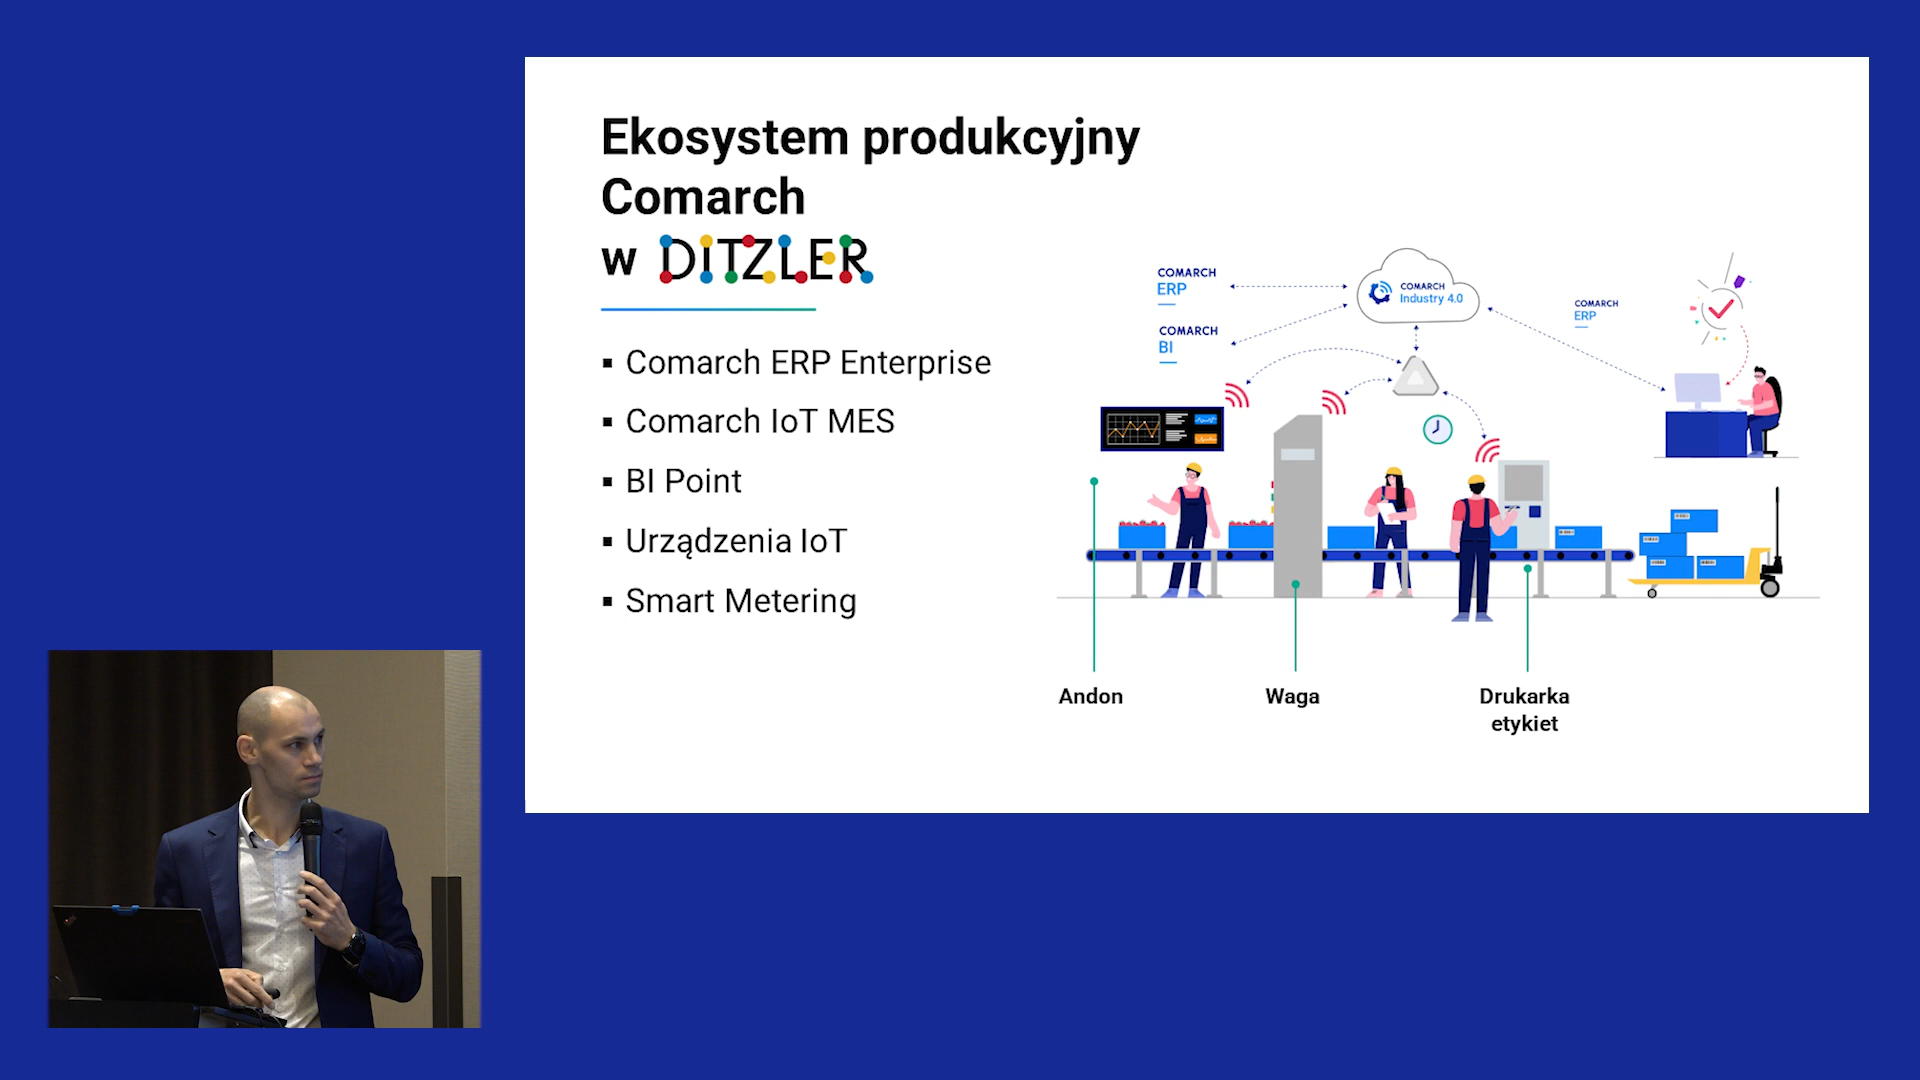 Ekosystem produkcyjny
Comarch
w DITZLER
▪ Comarch ERP Enterprise
▪ Comarch IoT MES
▪ BI Point
▪ Urządzenia IoT
▪ Smart Metering
COMARCH
ERP
COMARCH
BI
COMARCH
Industry 4.0
COMARCH
ERP
Andon
Waga
Drukarka
etykiet